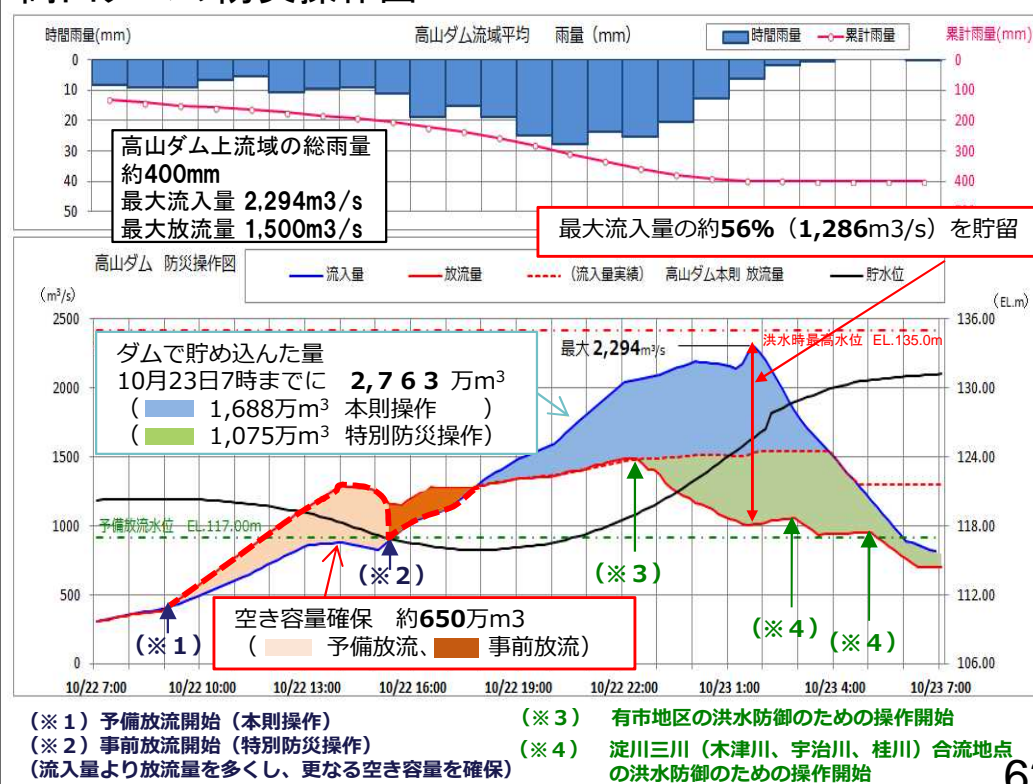 時間雨量(mm)
高山ダム流域平均 雨量（mm）
時間雨量 累計雨量
累計雨量(mm)
0
10
20
30
40
50
0
100
200
300
400
高山ダム上流域の総雨量
約400mm
最大流入量 2,294m3/s
最大放流量 1,500m3/s
最大流入量の約56%（1,286m3/s）を貯留
高山ダム 防災操作図
流入量 放流量 （流入量実績）高山ダム本則 放流量 貯水位
(m³/s)
(EL.m)
2500
2000
1500
1000
500
0
136.00
130.00
124.00
118.00
112.00
106.00
ダムで貯め込んだ量
10月23日7時までに 2,７６３ 万m³
（ 1,688万m³ 本則操作 ）
（ 1,075万m³ 特別防災操作）
最大 2,294m³/s
洪水時最高水位 EL.135.0m
予備放流水位 EL.117.00m
（※１）
（※２）
（※３）
（※４）
（※４）
空き容量確保 約650万m3
（ 予備放流、 事前放流）
10/22 7:00
10/22 10:00
10/22 13:00
10/22 16:00
10/22 19:00
10/22 22:00
10/23 1:00
10/23 4:00
10/23 7:00
（※１）予備放流開始（本則操作）
（※２）事前放流開始（特別防災操作）
（流入量より放流量を多くし、更なる空き容量を確保）
（※３） 有市地区の洪水防御のための操作開始
（※４） 淀川三川（木津川、宇治川、桂川）合流地点
の洪水防御のための操作開始